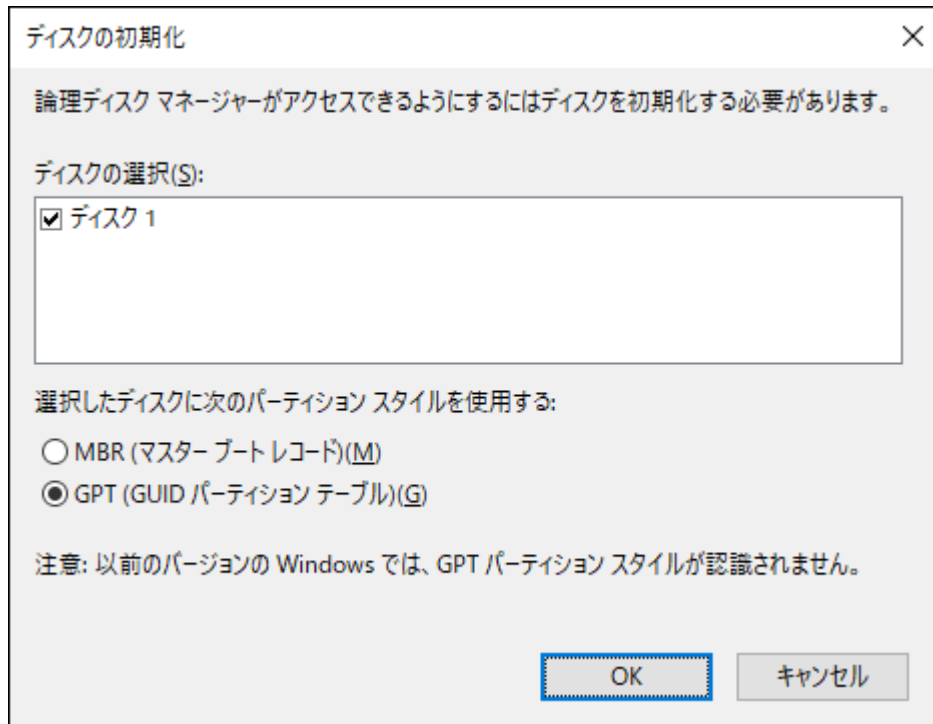 ディスクの初期化
論理ディスク マネージャーがアクセスできるようにするにはディスクを初期化する必要があります。
ディスクの選択(S):
ディスク 1
選択したディスクに次のパーティション スタイルを使用する:
MBR (マスター ブート レコード)(M)
GPT (GUID パーティション テーブル)(G)
注意: 以前のバージョンの Windows では、GPT パーティション スタイルが認識されません。
OK
キャンセル